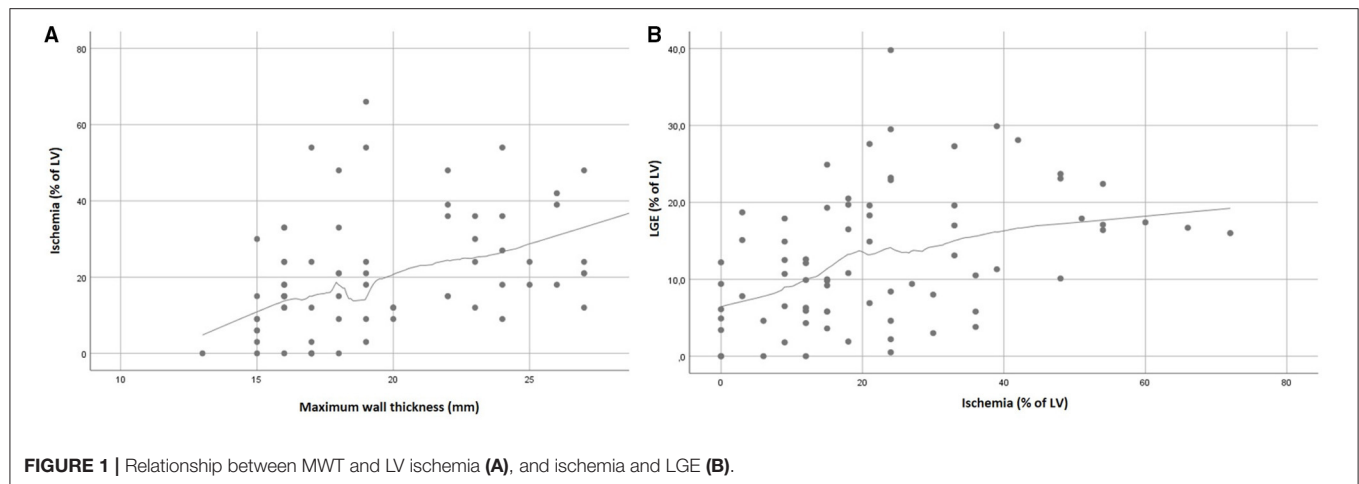 A
80
60
40
20
0
Ischemia (% of LV)
10
15
20
25
Maximum wall thickness (mm)
B
40,0
30,0
20,0
10,0
,0
LGE (% of LV)
0
20
40
60
80
Ischemia (% of LV)
FIGURE 1 | Relationship between MWT and LV ischemia (A), and ischemia and LGE (B).